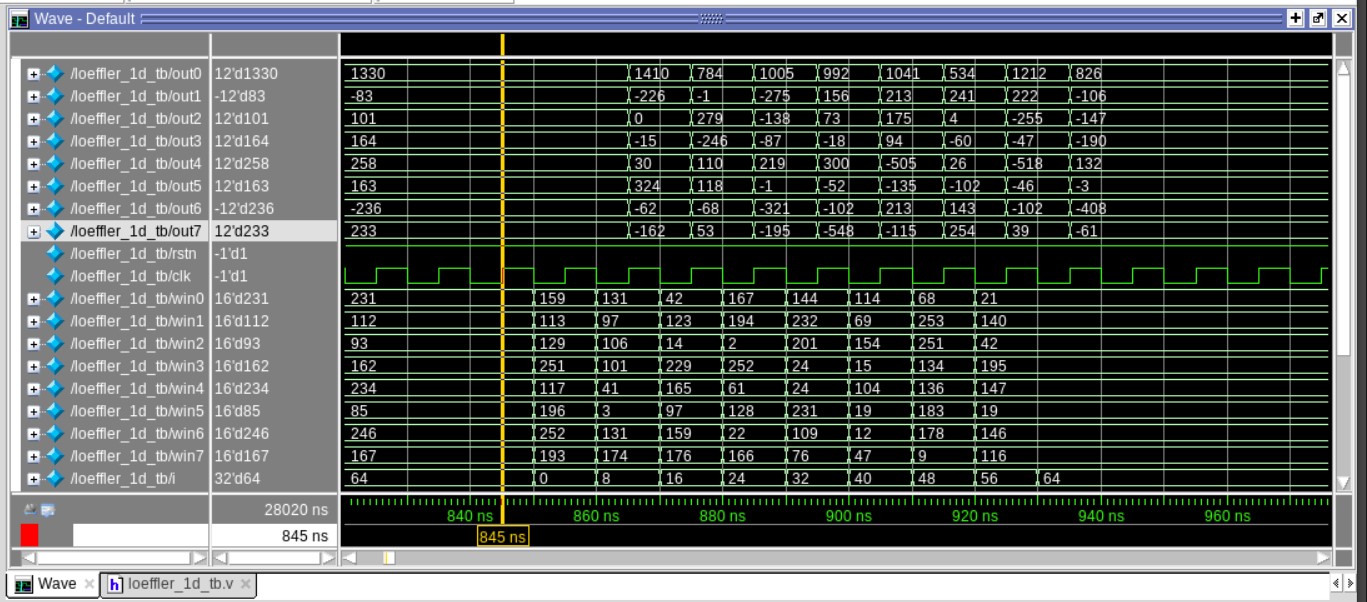 Wave - Default
/loeffler_1d_tb/out0 12'd1330 1330 1410 784 1005 992 1041 534 1212 826
/loeffler_1d_tb/out1 -12'd83 -83 -226 -1 -275 156 213 241 222 -106
/loeffler_1d_tb/out2 12'd101 101 0 279 -138 73 175 4 -255 -147
/loeffler_1d_tb/out3 12'd164 164 -15 -246 -87 -18 94 -60 -47 -190
/loeffler_1d_tb/out4 12'd258 258 30 110 219 300 -505 26 -518 132
/loeffler_1d_tb/out5 12'd163 163 324 118 -1 -52 -135 -102 -46 -3
/loeffler_1d_tb/out6 -12'd236 -236 -62 -68 -321 -102 213 143 -102 -408
/loeffler_1d_tb/out7 12'd233 233 -162 53 -195 -548 -115 254 39 -61
/loeffler_1d_tb/rstn -1'd1
/loeffler_1d_tb/clk -1'd1
/loeffler_1d_tb/win0 16'd231 231 159 131 42 167 144 114 68 21
/loeffler_1d_tb/win1 16'd112 112 113 97 123 194 232 69 253 140
/loeffler_1d_tb/win2 16'd93 93 129 106 14 2 201 154 251 42
/loeffler_1d_tb/win3 16'd162 162 251 101 229 252 24 15 134 195
/loeffler_1d_tb/win4 16'd234 234 117 41 165 61 24 104 136 147
/loeffler_1d_tb/win5 16'd85 85 196 3 97 128 231 19 183 19
/loeffler_1d_tb/win6 16'd246 246 252 131 159 22 109 12 178 146
/loeffler_1d_tb/win7 16'd167 167 193 174 176 166 76 47 9 116
/loeffler_1d_tb/i 32'd64 64 0 8 16 24 32 40 48 56 64
28020 ns 840 ns 860 ns 880 ns 900 ns 920 ns 940 ns 960 ns
845 ns 845 ns
Wave loeffler_1d_tb.v